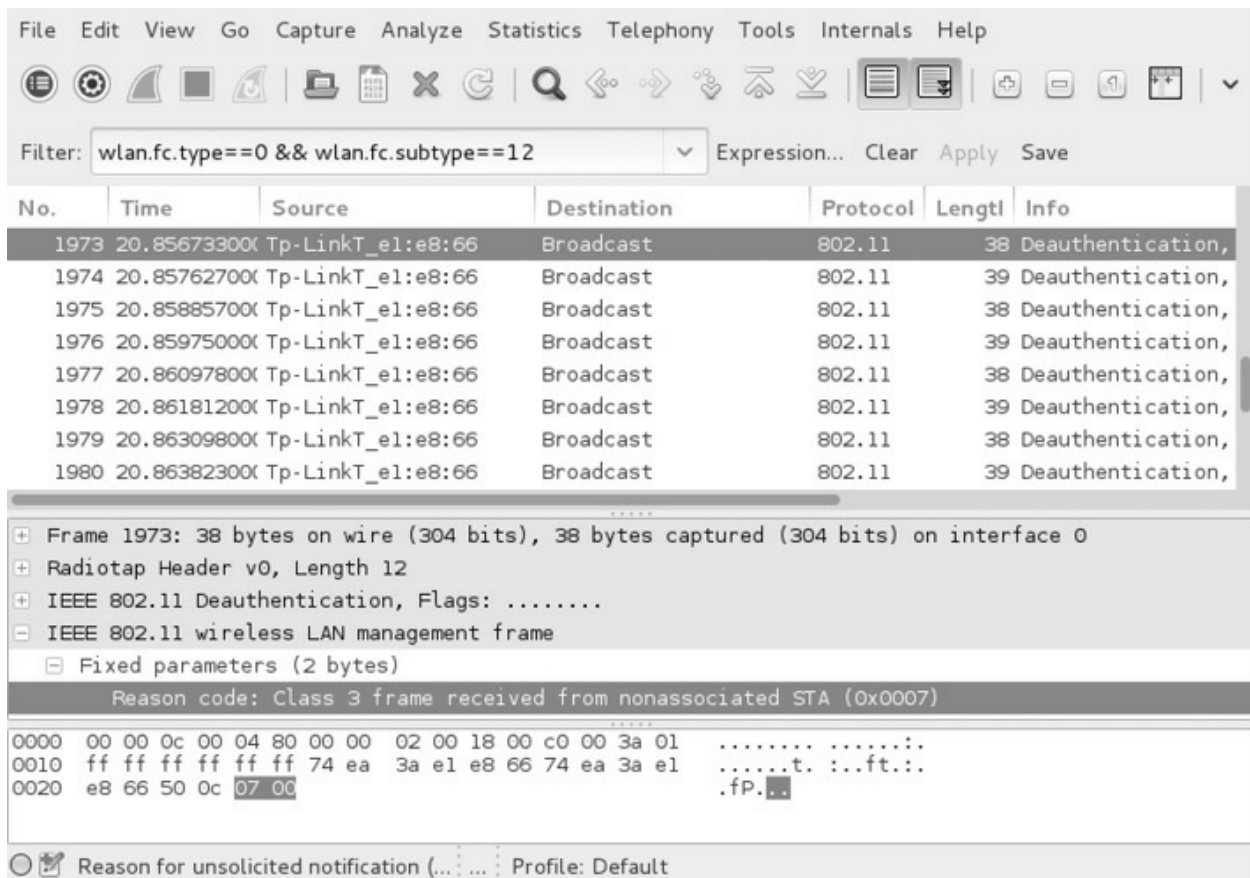 File Edit View Go Capture Analyze Statistics Telephony Tools Internals Help
Filter: wlan.fc.type==0 && wlan.fc.subtype==12 Expression... Clear Apply Save
No. Time Source Destination Protocol Lengtl Info
1973 20.85673300( Tp-LinkT_e1:e8:66 Broadcast 802.11 38 Deauthentication,
1974 20.85762700( Tp-LinkT_e1:e8:66 Broadcast 802.11 39 Deauthentication,
1975 20.85885700( Tp-LinkT_e1:e8:66 Broadcast 802.11 38 Deauthentication,
1976 20.85975000( Tp-LinkT_e1:e8:66 Broadcast 802.11 39 Deauthentication,
1977 20.86097800( Tp-LinkT_e1:e8:66 Broadcast 802.11 38 Deauthentication,
1978 20.86181200( Tp-LinkT_e1:e8:66 Broadcast 802.11 39 Deauthentication,
1979 20.86309800( Tp-LinkT_e1:e8:66 Broadcast 802.11 38 Deauthentication,
1980 20.86382300( Tp-LinkT_e1:e8:66 Broadcast 802.11 39 Deauthentication,
Frame 1973: 38 bytes on wire (304 bits), 38 bytes captured (304 bits) on interface 0
Radiotap Header v0, Length 12
IEEE 802.11 Deauthentication, Flags: ........
IEEE 802.11 wireless LAN management frame
Fixed parameters (2 bytes)
Reason code: Class 3 frame received from nonassociated STA (0x0007)
0000 00 00 0c 00 04 80 00 00 02 00 18 00 c0 00 3a 01 ........ ......:.
0010 ff ff ff ff ff ff 74 ea 3a e1 e8 66 74 ea 3a e1 ......t. :..ft.:.
0020 e8 66 50 0c 07 00 .fP...
Reason for unsolicited notification (... ... Profile: Default